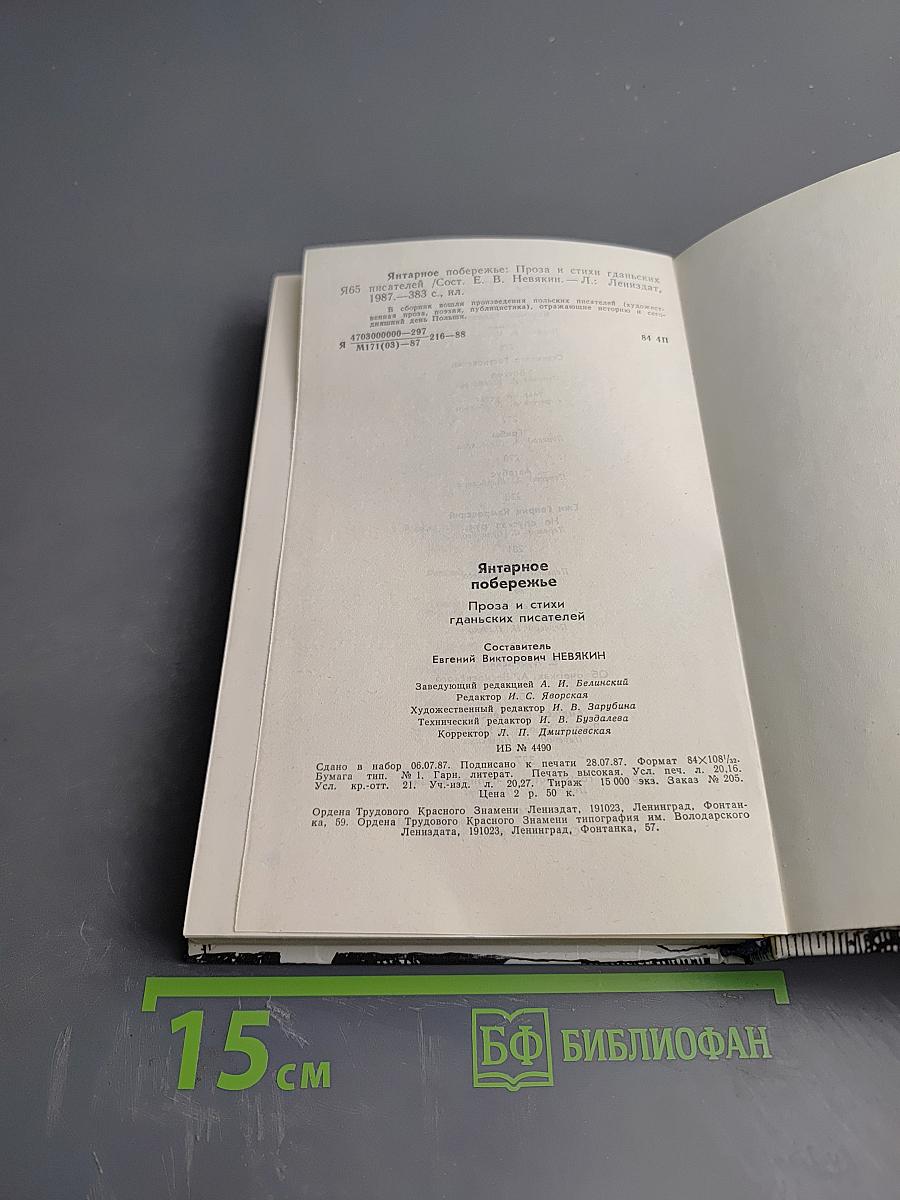 Янтарное побережье: Проза и стихи гданьских
Я65 писателей /Сост. Е. В. Невякин. — Л.: Лениздат,
1987.—383 с., ил.
В сборник вошли произведения польских писателей (художест-
венная проза, поэзия, публицистика), отражающие историю и сего-
дняшний день Польши.
Я 4703000000—297
М171(03)—87 216—88 84 4П
Янтарное
побережье
Проза и стихи
гданьских писателей
Составитель
Евгений Викторович НЕВЯКИН
Заведующий редакцией А. И. Белинский
Редактор И. С. Яворская
Художественный редактор И. В. Зарубина
Технический редактор И. В. Буздалева
Корректор Л. П. Дмитриевская
ИБ № 4490
Сдано в набор 06.07.87. Подписано к печати 28.07.87. Формат 84×108¹/₃₂.
Бумага тип. № 1. Гарн. литерат. Печать высокая. Усл. печ. л. 20,16.
Усл. кр.-отт. 21. Уч.-изд. л. 20,27. Тираж 15 000 экз. Заказ № 205.
Цена 2 р. 50 к.
Ордена Трудового Красного Знамени Лениздат, 191023, Ленинград, Фонтан-
ка, 59. Ордена Трудового Красного Знамени типография им. Володарского
Лениздата, 191023, Ленинград, Фонтанка, 57.
15 см
БФ БИБЛИОФАН